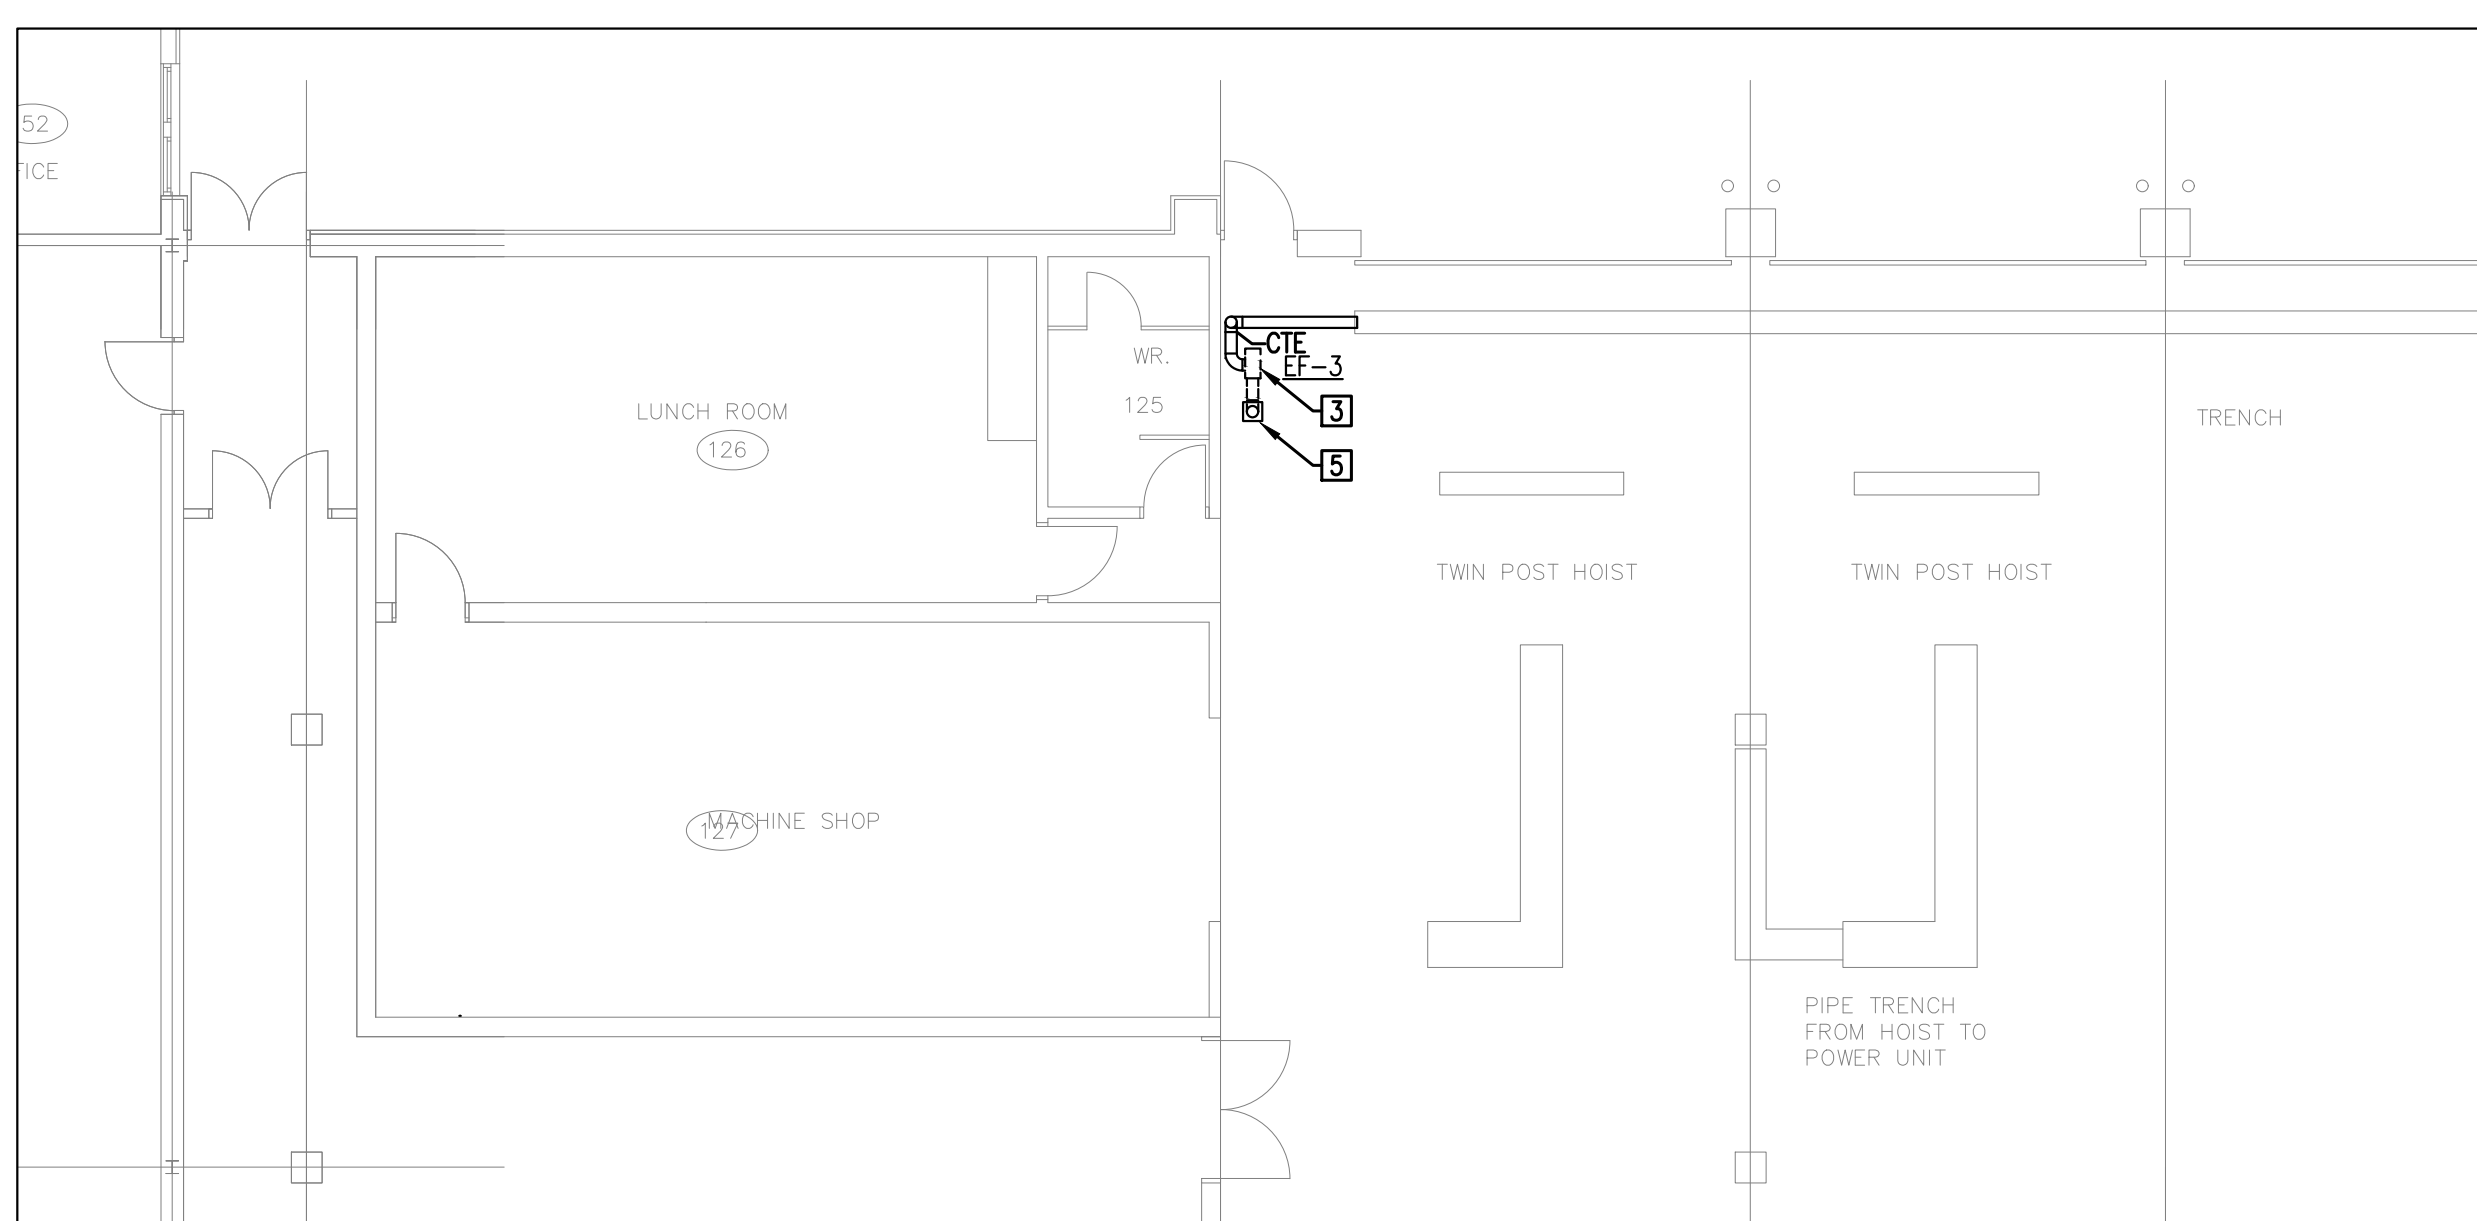 52
FICE
WR.
125
CTE
EF-3
3
5
LUNCH ROOM
126
TRENCH
TWIN POST HOIST
TWIN POST HOIST
MACHINE SHOP
127
PIPE TRENCH
FROM HOIST TO
POWER UNIT